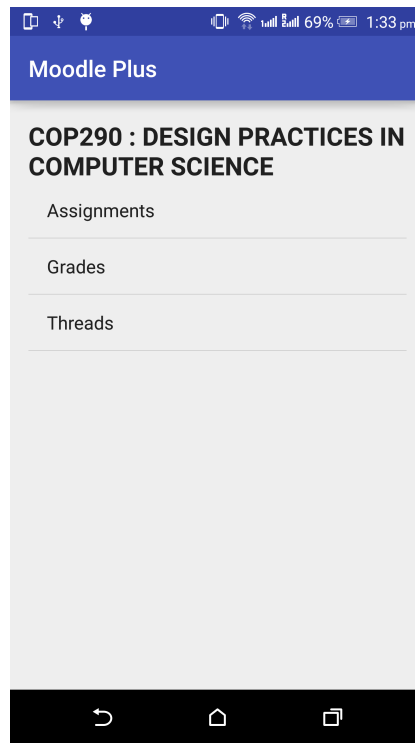 69% 1:33 pm
Moodle Plus
COP290 : DESIGN PRACTICES IN
COMPUTER SCIENCE
Assignments
Grades
Threads